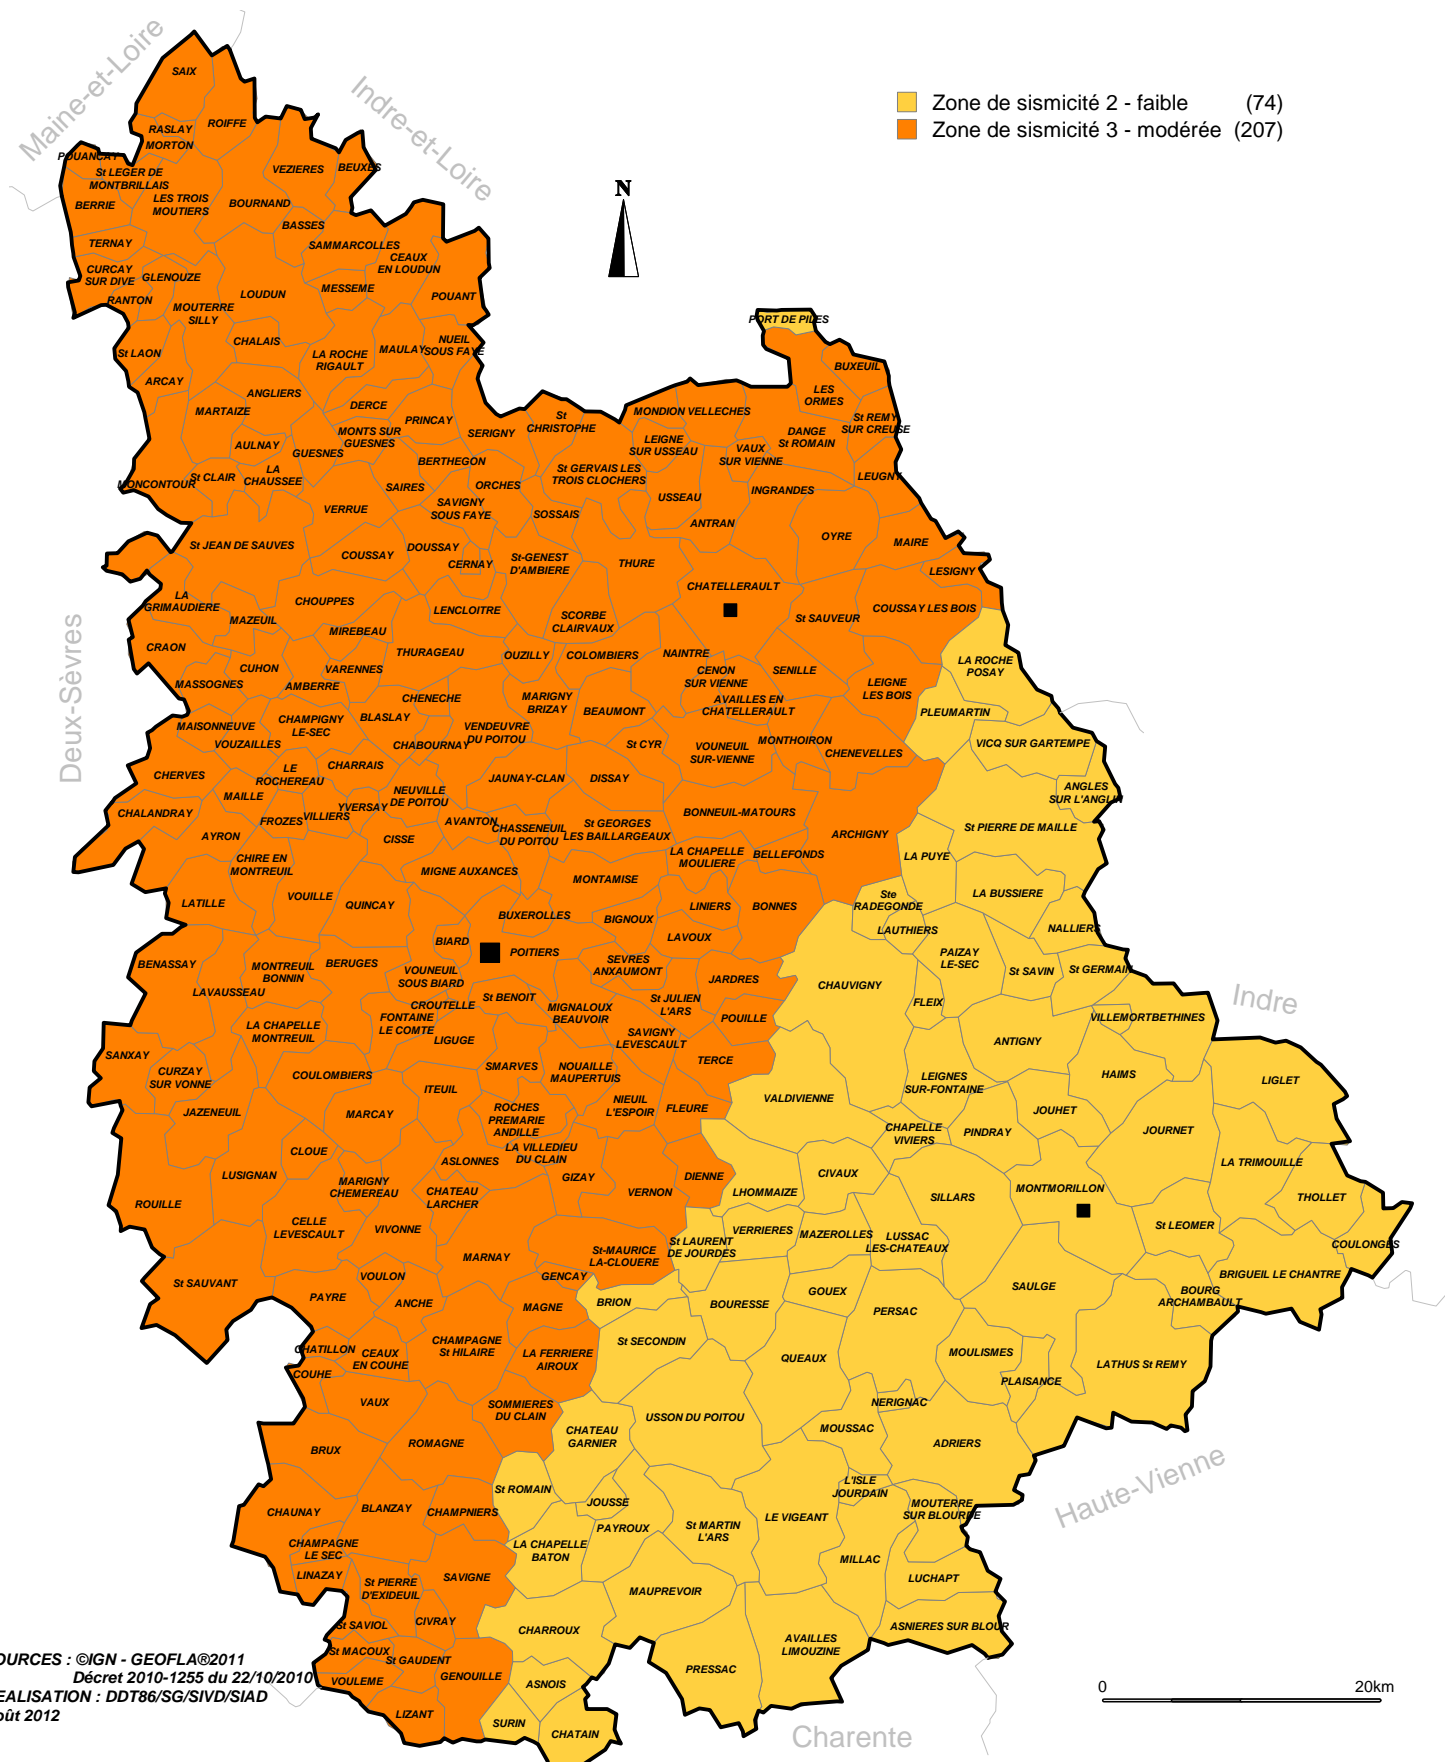 Maine-et-Loire
Indre-et-Loire
Zone de sismicité 2 - faible (74)
Zone de sismicité 3 - modérée (207)
N
SAIX
RASLAY
MORTON
ROIFFE
POUANCAY
St LEGER DE
MONTBRILLAIS
VEZIERES
BEUXES
BERRIE
LES TROIS
MOUTIERS
BOURNAND
BASSES
TERNAY
SAMMARCOLLES
CEAUX
EN LOUDUN
CURCAY
SUR DIVE
GLENOUZE
RANTON
MOUTERRE
SILLY
LOUDUN
MESSEME
POUANT
PORT DE PILES
St LAON
CHALAIS
LA ROCHE
RIGAULT
MAULAY
NUEIL
SOUS FAYE
BUXEUIL
ARCAY
ANGLIERS
LES
ORMES
MARTAIZE
DERCE
PRINCAY
SERIGNY
St
CHRISTOPHE
MONDION
VELLECHES
St REMY
SUR CREUSE
AULNAY
MONTS SUR
GUESNES
GUESNES
LEIGNE
SUR USSEAU
VAUX
SUR VIENNE
DANGE
St ROMAIN
MONCONTOUR
St CLAIR
LA
CHAUSSEE
BERTHEGON
St GERVAIS LES
TROIS CLOCHERS
LEUGNY
SAIRES
ORCHES
USSEAU
INGRANDES
VERRUE
SAVIGNY
SOUS FAYE
SOSSAIS
ANTRAN
OYRE
MAIRE
St JEAN DE SAUVES
COUSSAY
DOUSSAY
CERNAY
St-GENEST
D'AMBIERE
THURE
LESIGNY
CHATELLERAULT
LA
GRIMAUDIERE
CHOUPPES
LENCLOITRE
SCORBE
CLAIRVAUX
St SAUVEUR
COUSSAY LES BOIS
MAZEUIL
MIREBEAU
CRAON
CUHON
VARENNES
THURAGEAU
OUZILLY
COLOMBIERS
NAINTRE
CENON
SUR VIENNE
SENILLE
LA ROCHE
POSAY
MASSOGNES
AMBERRE
LEIGNE
LES BOIS
CHENECHE
MARIGNY
BRIZAY
BEAUMONT
AVAILLES EN
CHATELLERAULT
PLEUMARTIN
MAISONNEUVE
CHAMPIGNY
LE-SEC
BLASLAY
VENDEUVRE
DU POITOU
VOUZAILLES
CHABOURNAY
St CYR
VOUNEUIL
SUR-VIENNE
MONTHOIRON
CHENEVELLES
VICQ SUR GARTEMPE
CHERVES
LE
ROCHEREAU
CHARRAIS
JAUNAY-CLAN
DISSAY
ANGLES
SUR L'ANGLIN
MAILLE
NEUVILLE
DE POITOU
CHALANDRAY
FROZES
VILLIERS
YVERSAY
AVANTON
CHASSENEUIL
DU POITOU
St GEORGES
LES BAILLARGEAUX
BONNEUIL-MATOURS
ARCHIGNY
St PIERRE DE MAILLE
AYRON
CISSE
CHIRE EN
MONTREUIL
MIGNE AUXANCES
LA CHAPELLE
MOULIERE
BELLEFONDS
LA PUYE
MONTAMISE
LATILLE
VOUILLE
QUINCAY
BUXEROLLES
BIGNOUX
LINIERS
BONNES
Ste
RADEGONDE
LA BUSSIERE
LAUTHIERS
NALLIERS
BIARD
POITIERS
LAVOUX
BENASSAY
MONTREUIL
BONNIN
BERUGES
VOUNEUIL
SOUS BIARD
SEVRES
ANXAUMONT
JARDRES
PAIZAY
LE-SEC
St SAVIN
St GERMAIN
LAVAUSSEAU
St BENOIT
CHAUVIGNY
FLEIX
CROUTELLE
FONTAINE
LE COMTE
MIGNALOUX
BEAUVOIR
St JULIEN
L'ARS
POUILLE
VILLEMORT
BETHINES
LA CHAPELLE
MONTREUIL
LIGUGE
SAVIGNY
LEVESCAULT
ANTIGNY
SANXAY
CURZAY
SUR VONNE
COULOMBIERS
SMARVES
NOUAILLE
MAUPERTUIS
TERCE
LEIGNES
SUR-FONTAINE
HAIMS
LIGLET
ITEUIL
VALDIVIENNE
JAZENEUIL
MARCAY
ROCHES
PREMARIE
ANDILLE
NIEUIL
L'ESPOIR
FLEURE
JOUHET
CHAPELLE
VIVIERS
PINDRAY
JOURNET
LA VILLEDIEU
DU CLAIN
CLOUE
ASLONNES
LA TRIMOUILLE
LUSIGNAN
MARIGNY
CHEMEREAU
CHATEAU
LARCHER
GIZAY
VERNON
DIENNE
LHOMMAIZE
CIVAUX
SILLARS
MONTMORILLON
THOLLET
ROUILLE
CELLE
LEVESCAULT
VIVONNE
VERRIERES
MAZEROLLES
LUSSAC
LES-CHATEAUX
St LEOMER
COULONGES
MARNAY
St-MAURICE
LA-CLOUERE
St LAURENT
DE JOURDES
St SAUVANT
VOULON
GENCAY
BRIGUEIL LE CHANTRE
PAYRE
ANCHE
MAGNE
BRION
BOURESSE
GOUEX
PERSAC
SAULGE
BOURG
ARCHAMBAULT
CHATILLON
CEAUX
EN COUHE
CHAMPAGNE
St HILAIRE
LA FERRIERE
AIROUX
St SECONDIN
QUEAUX
MOULISMES
LATHUS St REMY
COUHE
PLAISANCE
VAUX
SOMMIERES
DU CLAIN
NERIGNAC
USSON DU POITOU
MOUSSAC
BRUX
ROMAGNE
CHATEAU
GARNIER
ADRIERS
St ROMAIN
L'ISLE
JOURDAIN
CHAUNAY
BLANZAY
CHAMPNIERS
JOUSSE
MOUTERRE
SUR BLOURDE
PAYROUX
St MARTIN
L'ARS
LE VIGEANT
CHAMPAGNE
LE SEC
LA CHAPELLE
BATON
MILLAC
LINAZAY
St PIERRE
D'EXIDEUIL
SAVIGNE
MAUPREVOIR
LUCHAPT
St SAVIOL
CIVRAY
CHARROUX
ASNIERES SUR BLOUR
AVAILLES
LIMOUZINE
St MACOUX
St GAUDENT
PRESSAC
VOULEME
GENOUILLE
ASNOIS
LIZANT
SURIN
CHATAIN
Deux-Sèvres
Indre
Haute-Vienne
Charente
OURCES : ©IGN - GEOFLA®2011
Décret 2010-1255 du 22/10/2010
EALISATION : DDT86/SG/SIVD/SIAD
oût 2012
0 20km